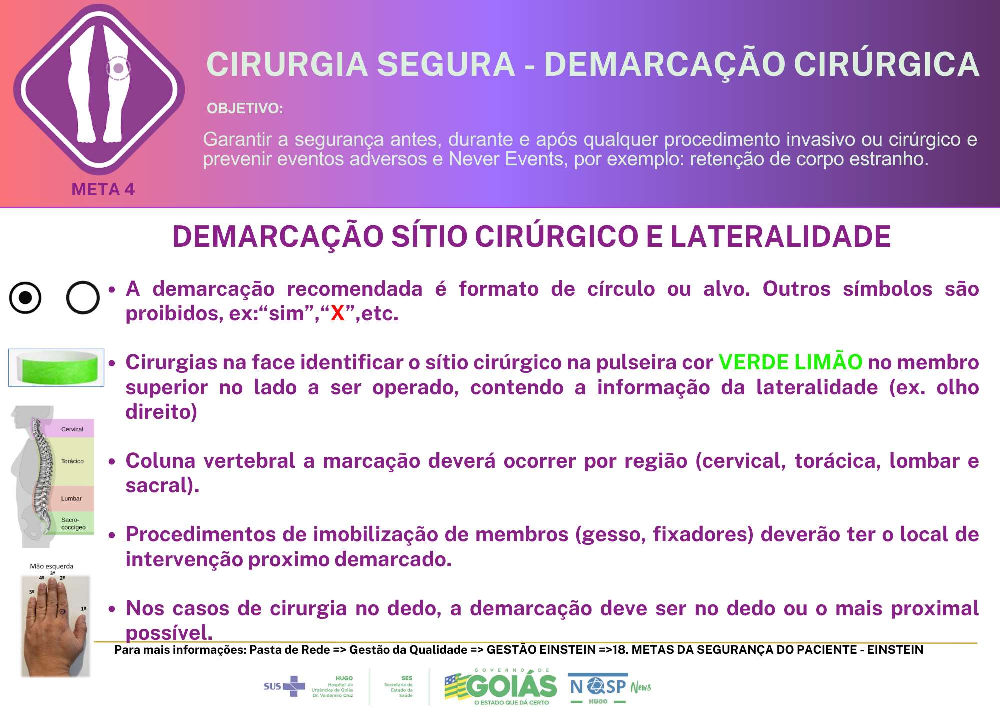 CIRURGIA SEGURA - DEMARCAÇÃO CIRÚRGICA
OBJETIVO:
Garantir a segurança antes, durante e após qualquer procedimento invasivo ou cirúrgico e
prevenir eventos adversos e Never Events, por exemplo: retenção de corpo estranho.
META 4
DEMARCAÇÃO SÍTIO CIRÚRGICO E LATERALIDADE
• A demarcação recomendada é formato de círculo ou alvo. Outros símbolos são
proibidos, ex:“sim”,“X”,etc.
• Cirurgias na face identificar o sítio cirúrgico na pulseira cor VERDE LIMÃO no membro
superior no lado a ser operado, contendo a informação da lateralidade (ex. olho
direito)
Cervical
Torácico
Lumbar
Sacro-
coccígeo
• Coluna vertebral a marcação deverá ocorrer por região (cervical, torácica, lombar e
sacral).
• Procedimentos de imobilização de membros (gesso, fixadores) deverão ter o local de
intervenção proximo demarcado.
Mão esquerda
3º
4º 2º
5º
1º
• Nos casos de cirurgia no dedo, a demarcação deve ser no dedo ou o mais proximal
possível.
Para mais informações: Pasta de Rede => Gestão da Qualidade => GESTÃO EINSTEIN =>18. METAS DA SEGURANÇA DO PACIENTE - EINSTEIN
SUS
HUGO
Hospital de
Urgências de Goiás
Dr. Valdemiro Cruz
SES
Secretaria de
Estado da
Saúde
GOVERNO DE
GOIÁS
O ESTADO QUE DÁ CERTO
NQSP News
HUGO